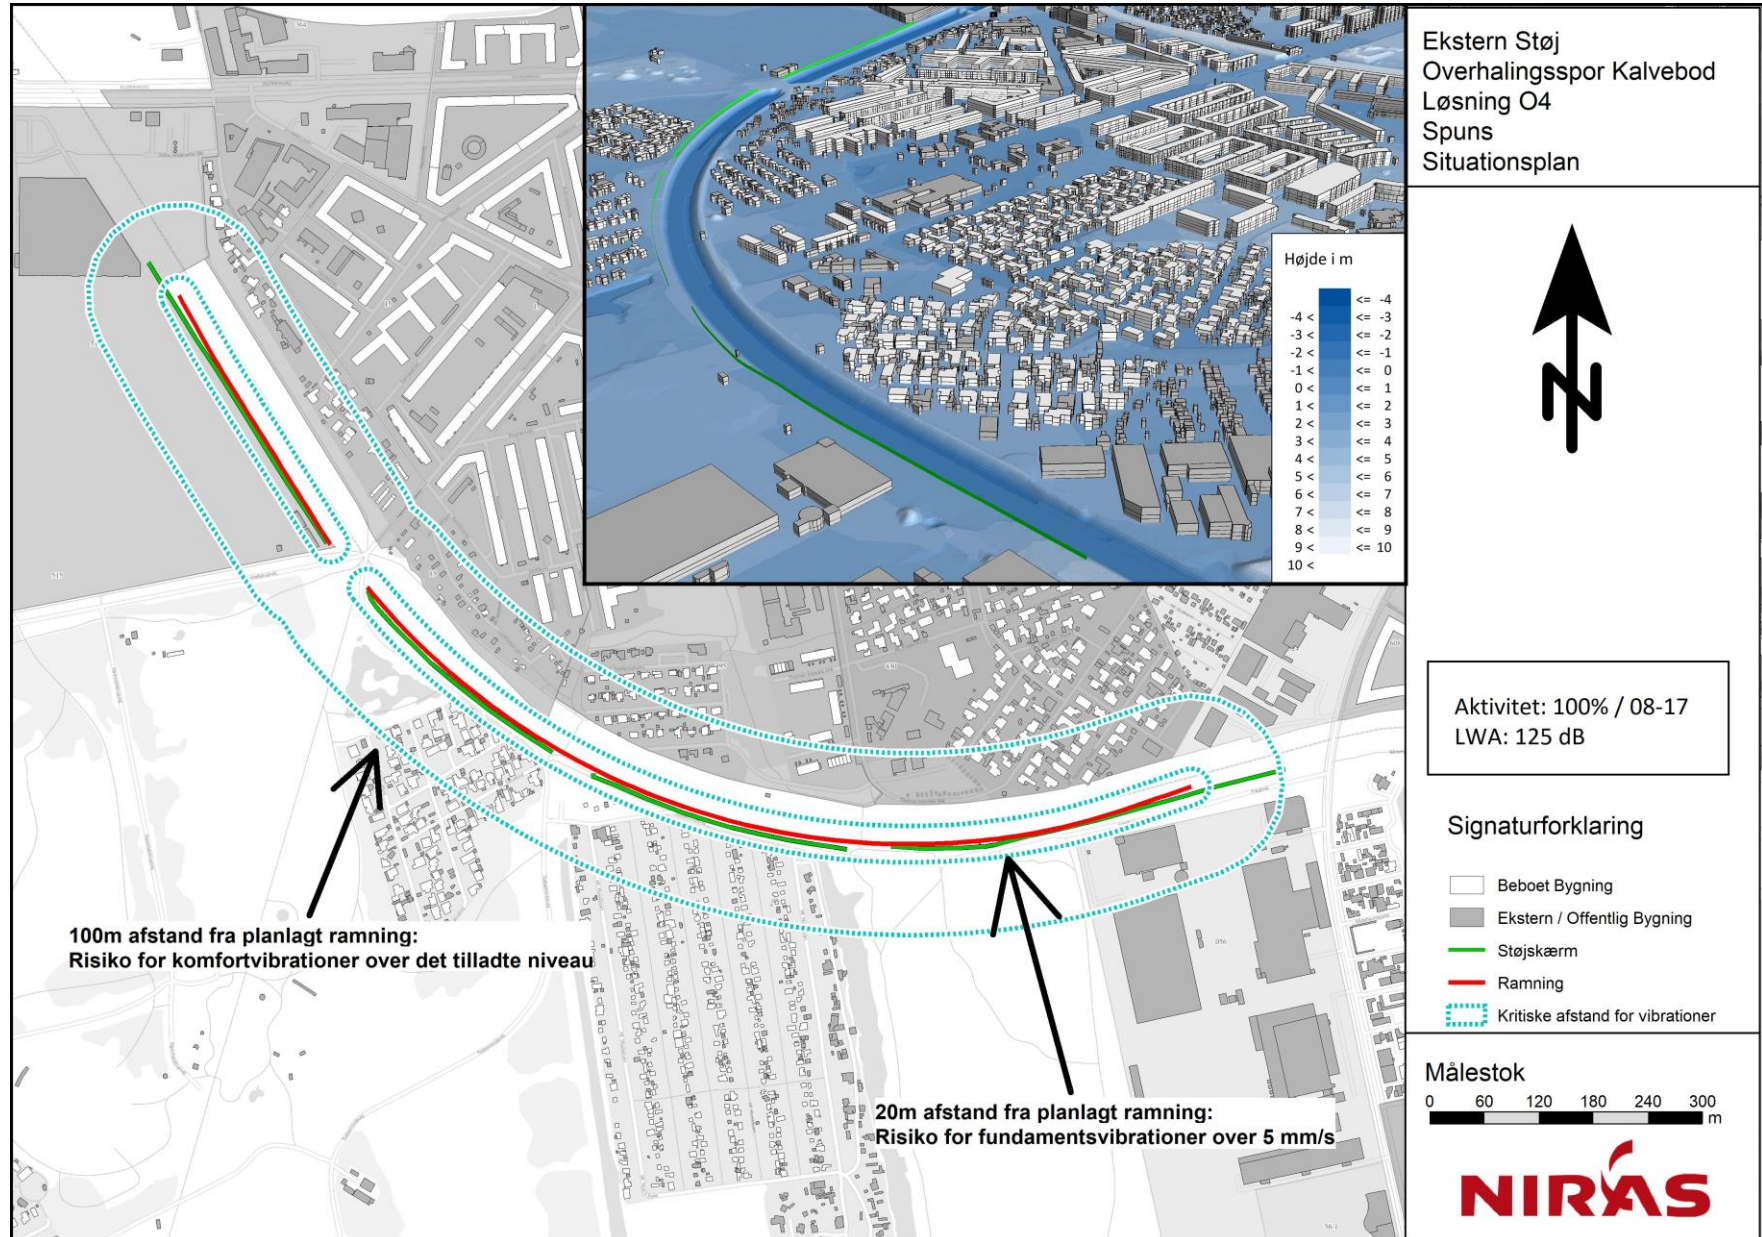 Ekstern Støj
Overhalingsspor Kalvebod
Løsning O4
Spuns
Situationsplan
Højde i m
<= -4
-4 < <= -3
-3 < <= -2
-2 < <= -1
-1 < <= 0
0 < <= 1
1 < <= 2
2 < <= 3
3 < <= 4
4 < <= 5
5 < <= 6
6 < <= 7
7 < <= 8
8 < <= 9
9 < <= 10
10 <
N
Aktivitet: 100% / 08-17
LWA: 125 dB
Signaturforklaring
Beboet Bygning
Ekstern / Offentlig Bygning
Støjskærm
Ramning
Kritiske afstand for vibrationer
100m afstand fra planlagt ramning:
Risiko for komfortvibrationer over det tilladte niveau
20m afstand fra planlagt ramning:
Risiko for fundamentsvibrationer over 5 mm/s
Målestok
0 60 120 180 240 300
m
NIRAS